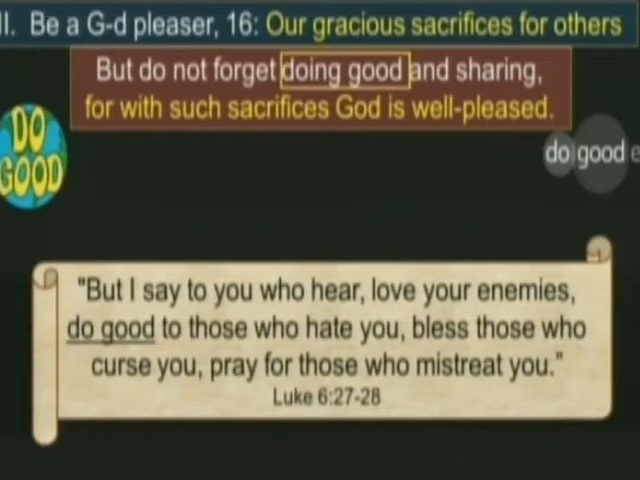 II. Be a G-d pleaser, 16: Our gracious sacrifices for others
But do not forget doing good and sharing,
for with such sacrifices God is well-pleased.
DO
GOOD
do good e
"But I say to you who hear, love your enemies,
do good to those who hate you, bless those who
curse you, pray for those who mistreat you."
Luke 6:27-28